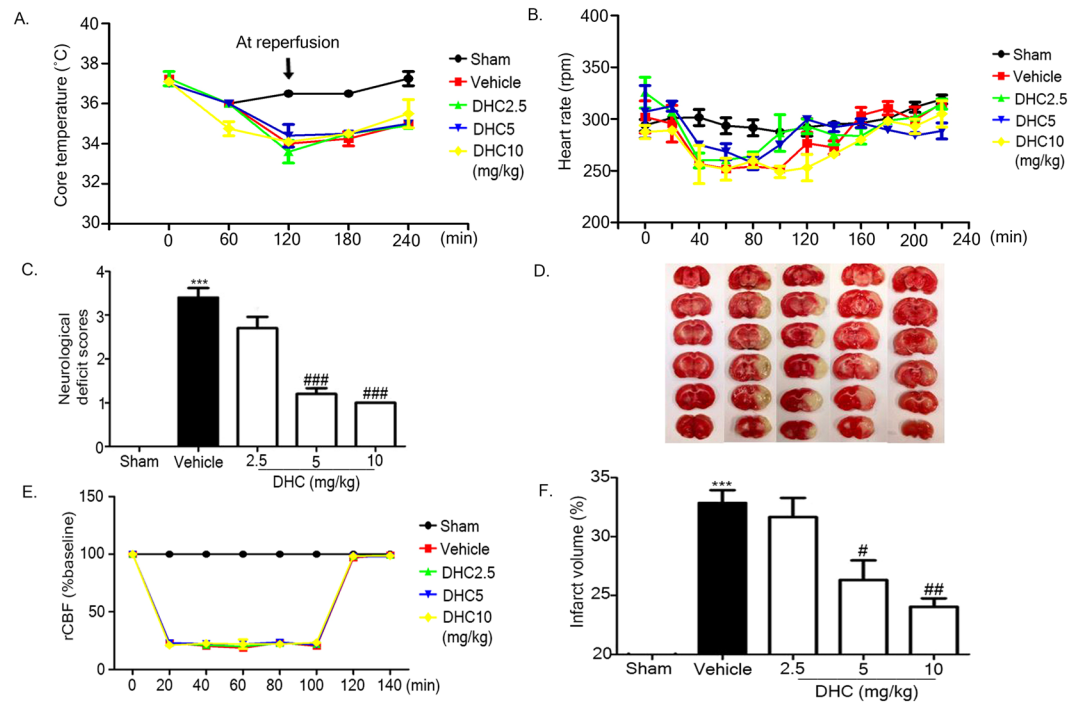 A.
Core temperature (˚C)
40
38
36
34
32
30
At reperfusion
0 60 120 180 240 (min)
Sham
Vehicle
DHC2.5
DHC5
DHC10
(mg/kg)
B.
Heart rate (rpm)
400
350
300
250
200
0 20 40 60 80 100 120 140 160 180 200 220 240 (min)
Sham
Vehicle
DHC2.5
DHC5
DHC10
(mg/kg)
C.
Neurological
deficit scores
4
3
2
1
0
***
###
###
Sham Vehicle 2.5 5 10
DHC (mg/kg)
D.
E.
rCBF (%baseline)
150
100
50
0
0 20 40 60 80 100 120 140 (min)
Sham
Vehicle
DHC2.5
DHC5
DHC10
(mg/kg)
F.
Infarct volume (%)
35
32
29
26
23
20
***
#
##
Sham Vehicle 2.5 5 10
DHC (mg/kg)